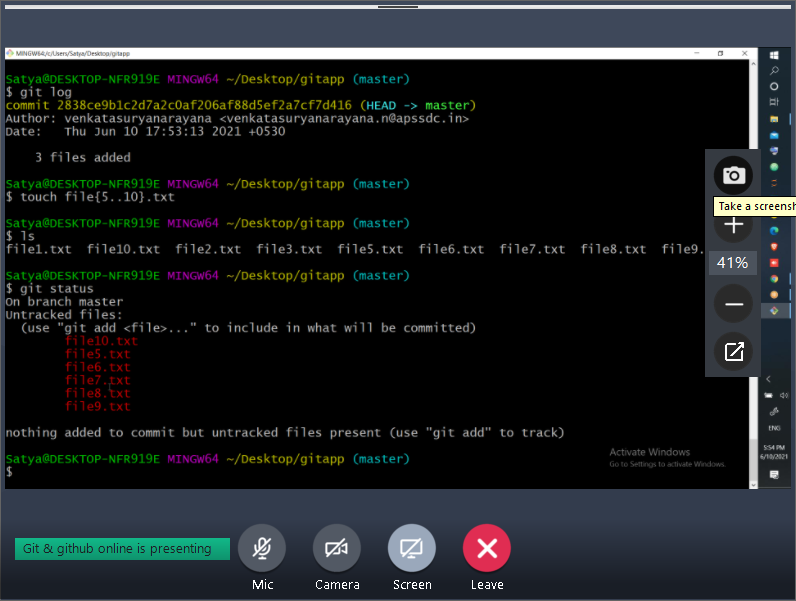 MINGW64:/c/Users/Satya/Desktop/gitapp
Satya@DESKTOP-NFR919E MINGW64 ~/Desktop/gitapp (master)
$ git log
commit 2838ce9b1c2d7a2c0af206af88d5ef2a7cf7d416 (HEAD -> master)
Author: venkatasuryanarayana <venkatasuryanarayana.n@apssdc.in>
Date:   Thu Jun 10 17:53:13 2021 +0530
3 files added
Satya@DESKTOP-NFR919E MINGW64 ~/Desktop/gitapp (master)
$ touch file{5..10}.txt
Satya@DESKTOP-NFR919E MINGW64 ~/Desktop/gitapp (master)
$ ls
file1.txt  file10.txt  file2.txt  file3.txt  file5.txt  file6.txt  file7.txt  file8.txt  file9.
Satya@DESKTOP-NFR919E MINGW64 ~/Desktop/gitapp (master)
$ git status
On branch master
Untracked files:
(use "git add <file>..." to include in what will be committed)
file10.txt
file5.txt
file6.txt
file7.txt
file8.txt
file9.txt
nothing added to commit but untracked files present (use "git add" to track)
Satya@DESKTOP-NFR919E MINGW64 ~/Desktop/gitapp (master)
$
Activate Windows
Go to Settings to activate Windows.
Take a screensh
41%
ENG
5:54 PM
6/10/2021
Git & github online is presenting
Mic
Camera
Screen
Leave